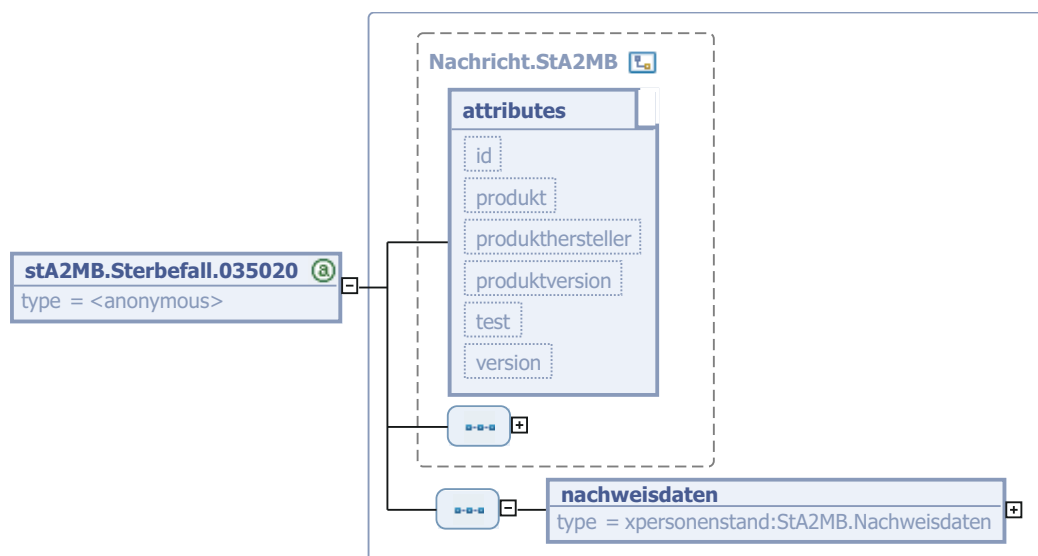 Nachricht.StA2MB
attributes
id
produkt
produkthersteller
produktversion
test
version
stA2MB.Sterbefall.035020 a
type = <anonymous>
nachweisdaten
type = xpersonenstand:StA2MB.Nachweisdaten